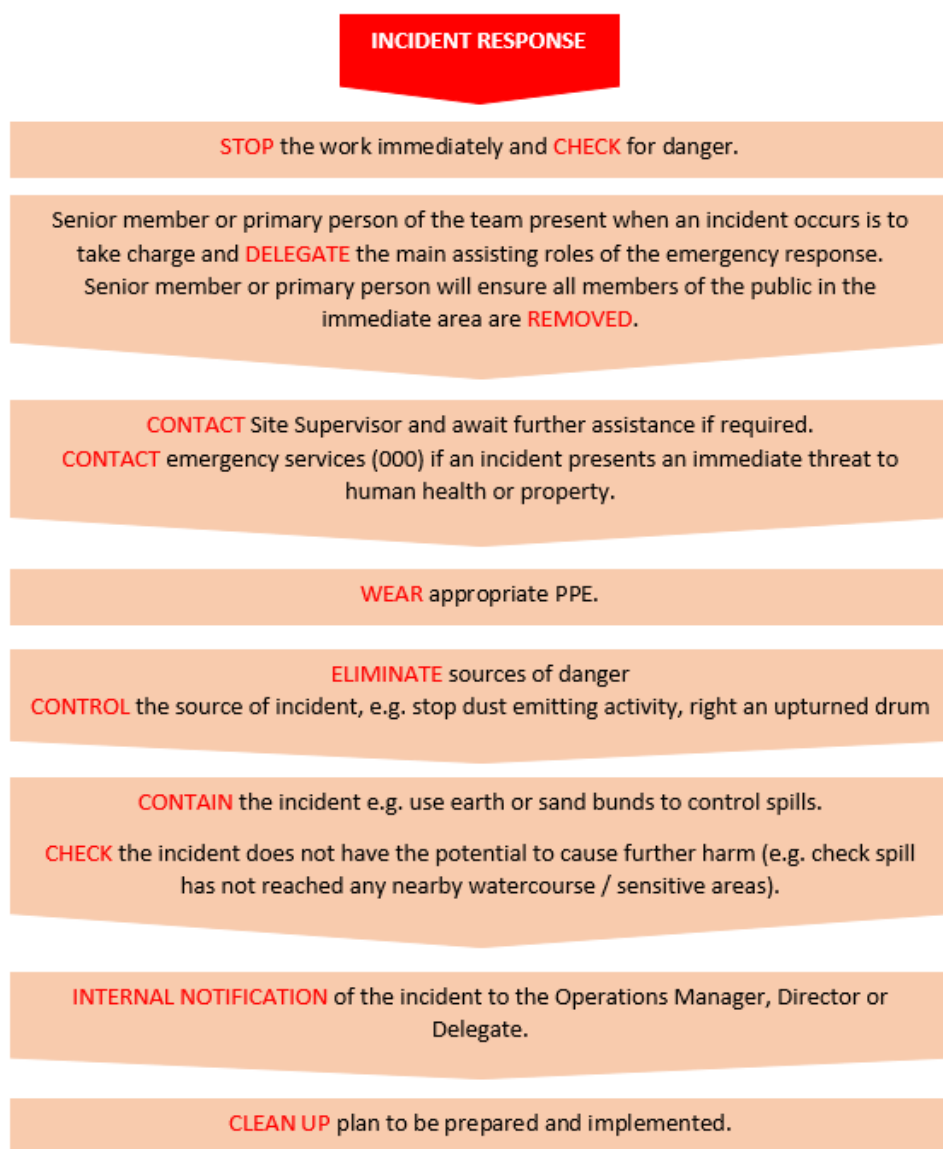 INCIDENT RESPONSE
STOP the work immediately and CHECK for danger.
Senior member or primary person of the team present when an incident occurs is to
take charge and DELEGATE the main assisting roles of the emergency response.
Senior member or primary person will ensure all members of the public in the
immediate area are REMOVED.
CONTACT Site Supervisor and await further assistance if required.
CONTACT emergency services (000) if an incident presents an immediate threat to
human health or property.
WEAR appropriate PPE.
ELIMINATE sources of danger
CONTROL the source of incident, e.g. stop dust emitting activity, right an upturned drum
CONTAIN the incident e.g. use earth or sand bunds to control spills.
CHECK the incident does not have the potential to cause further harm (e.g. check spill
has not reached any nearby watercourse / sensitive areas).
INTERNAL NOTIFICATION of the incident to the Operations Manager, Director or
Delegate.
CLEAN UP plan to be prepared and implemented.